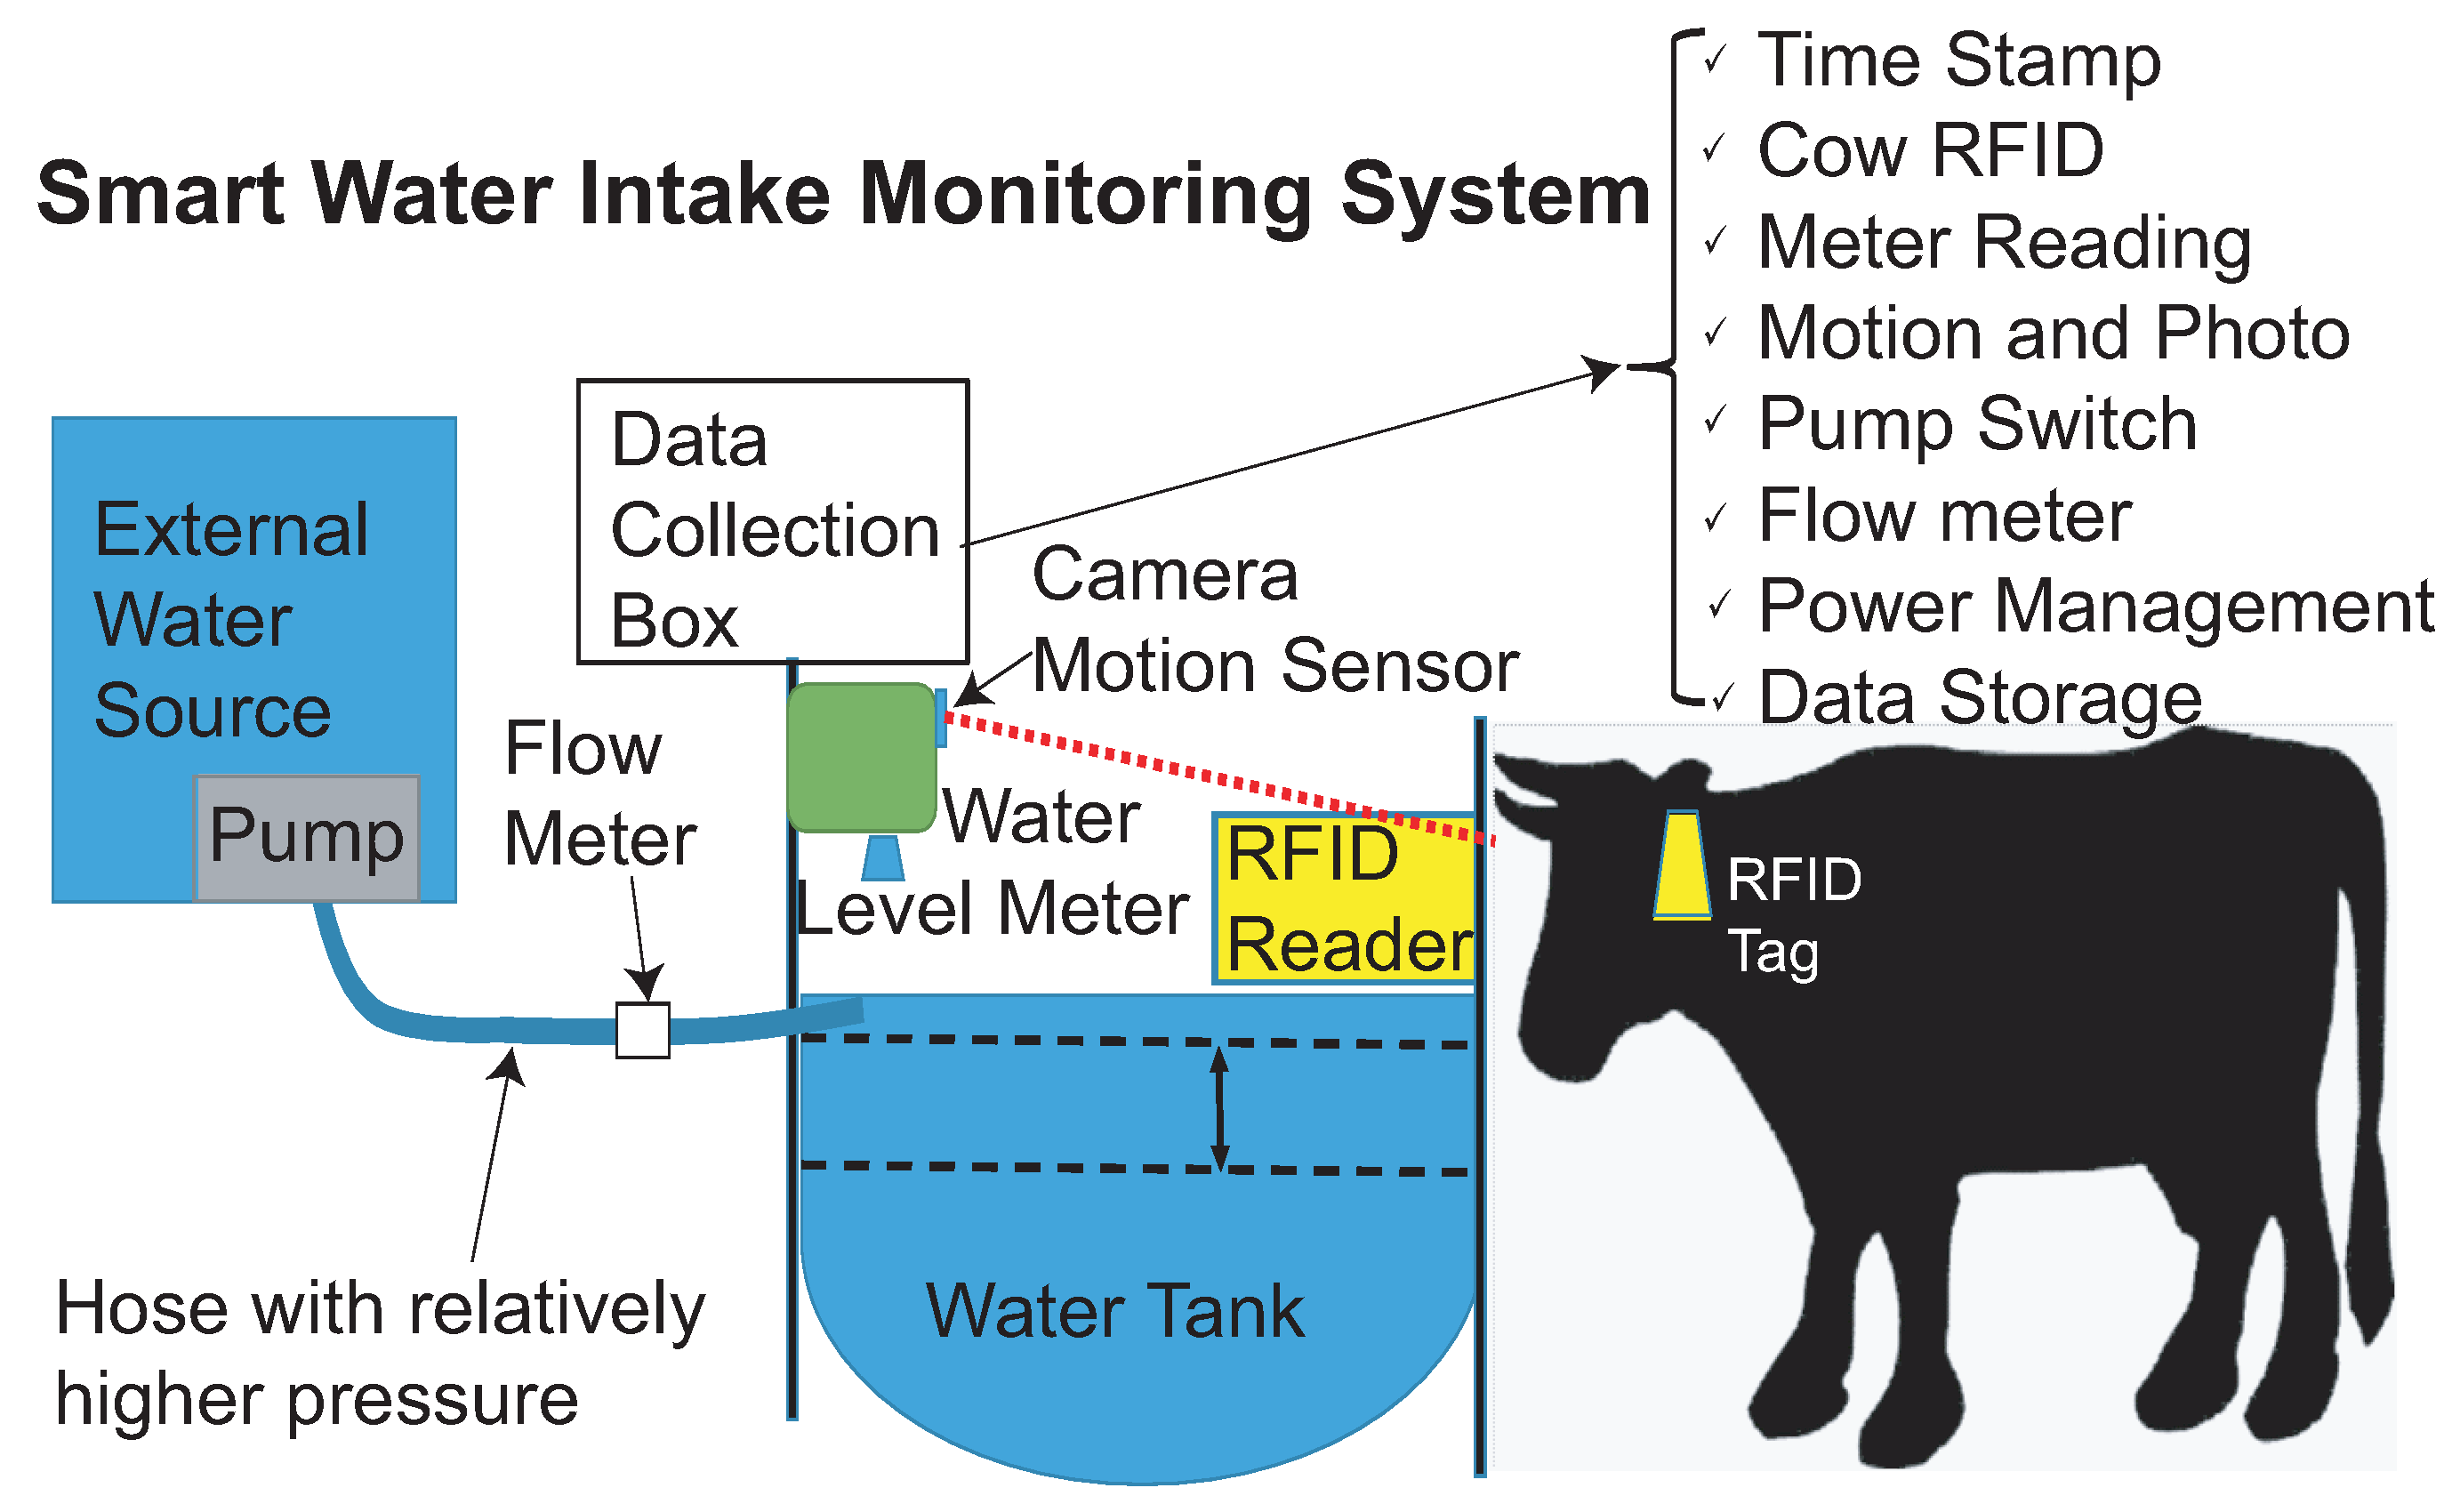 Smart Water Intake Monitoring System
✓ Time Stamp
✓ Cow RFID
✓ Meter Reading
✓ Motion and Photo
✓ Pump Switch
✓ Flow meter
✓ Power Management
✓ Data Storage
Data
Collection
Box
External
Water
Source
Pump
Camera
Motion Sensor
Flow
Meter
Water
Level Meter
RFID
Reader
RFID
Tag
Hose with relatively
higher pressure
Water Tank